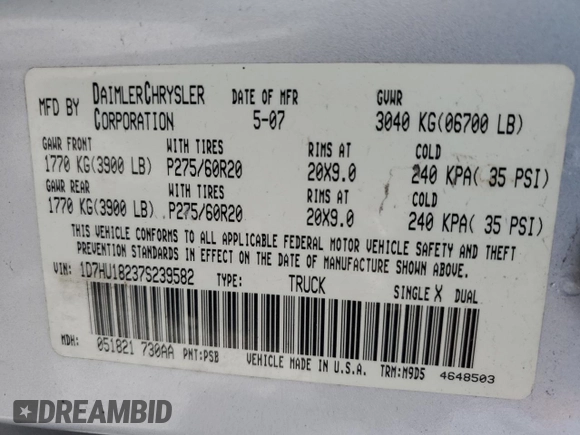 MFD BY DAIMLERCHRYSLER CORPORATION DATE OF MFR 5-07 GVWR 3040 KG(06700 LB)
GAWR FRONT WITH TIRES RIMS AT COLD
1770 KG(3900 LB) P275/60R20 20X9.0 240 KPA( 35 PSI)
GAWR REAR WITH TIRES RIMS AT COLD
1770 KG(3900 LB) P275/60R20 20X9.0 240 KPA( 35 PSI)
THIS VEHICLE CONFORMS TO ALL APPLICABLE FEDERAL MOTOR VEHICLE SAFETY AND THEFT
PREVENTION STANDARDS IN EFFECT ON THE DATE OF MANUFACTURE SHOWN ABOVE.
VIN: 1D7HU18237S239582 TYPE: TRUCK SINGLE X DUAL
MDH: 051821 730AA PNT:PSB VEHICLE MADE IN U.S.A. TRM:M9D5 4648503
DREAMBID